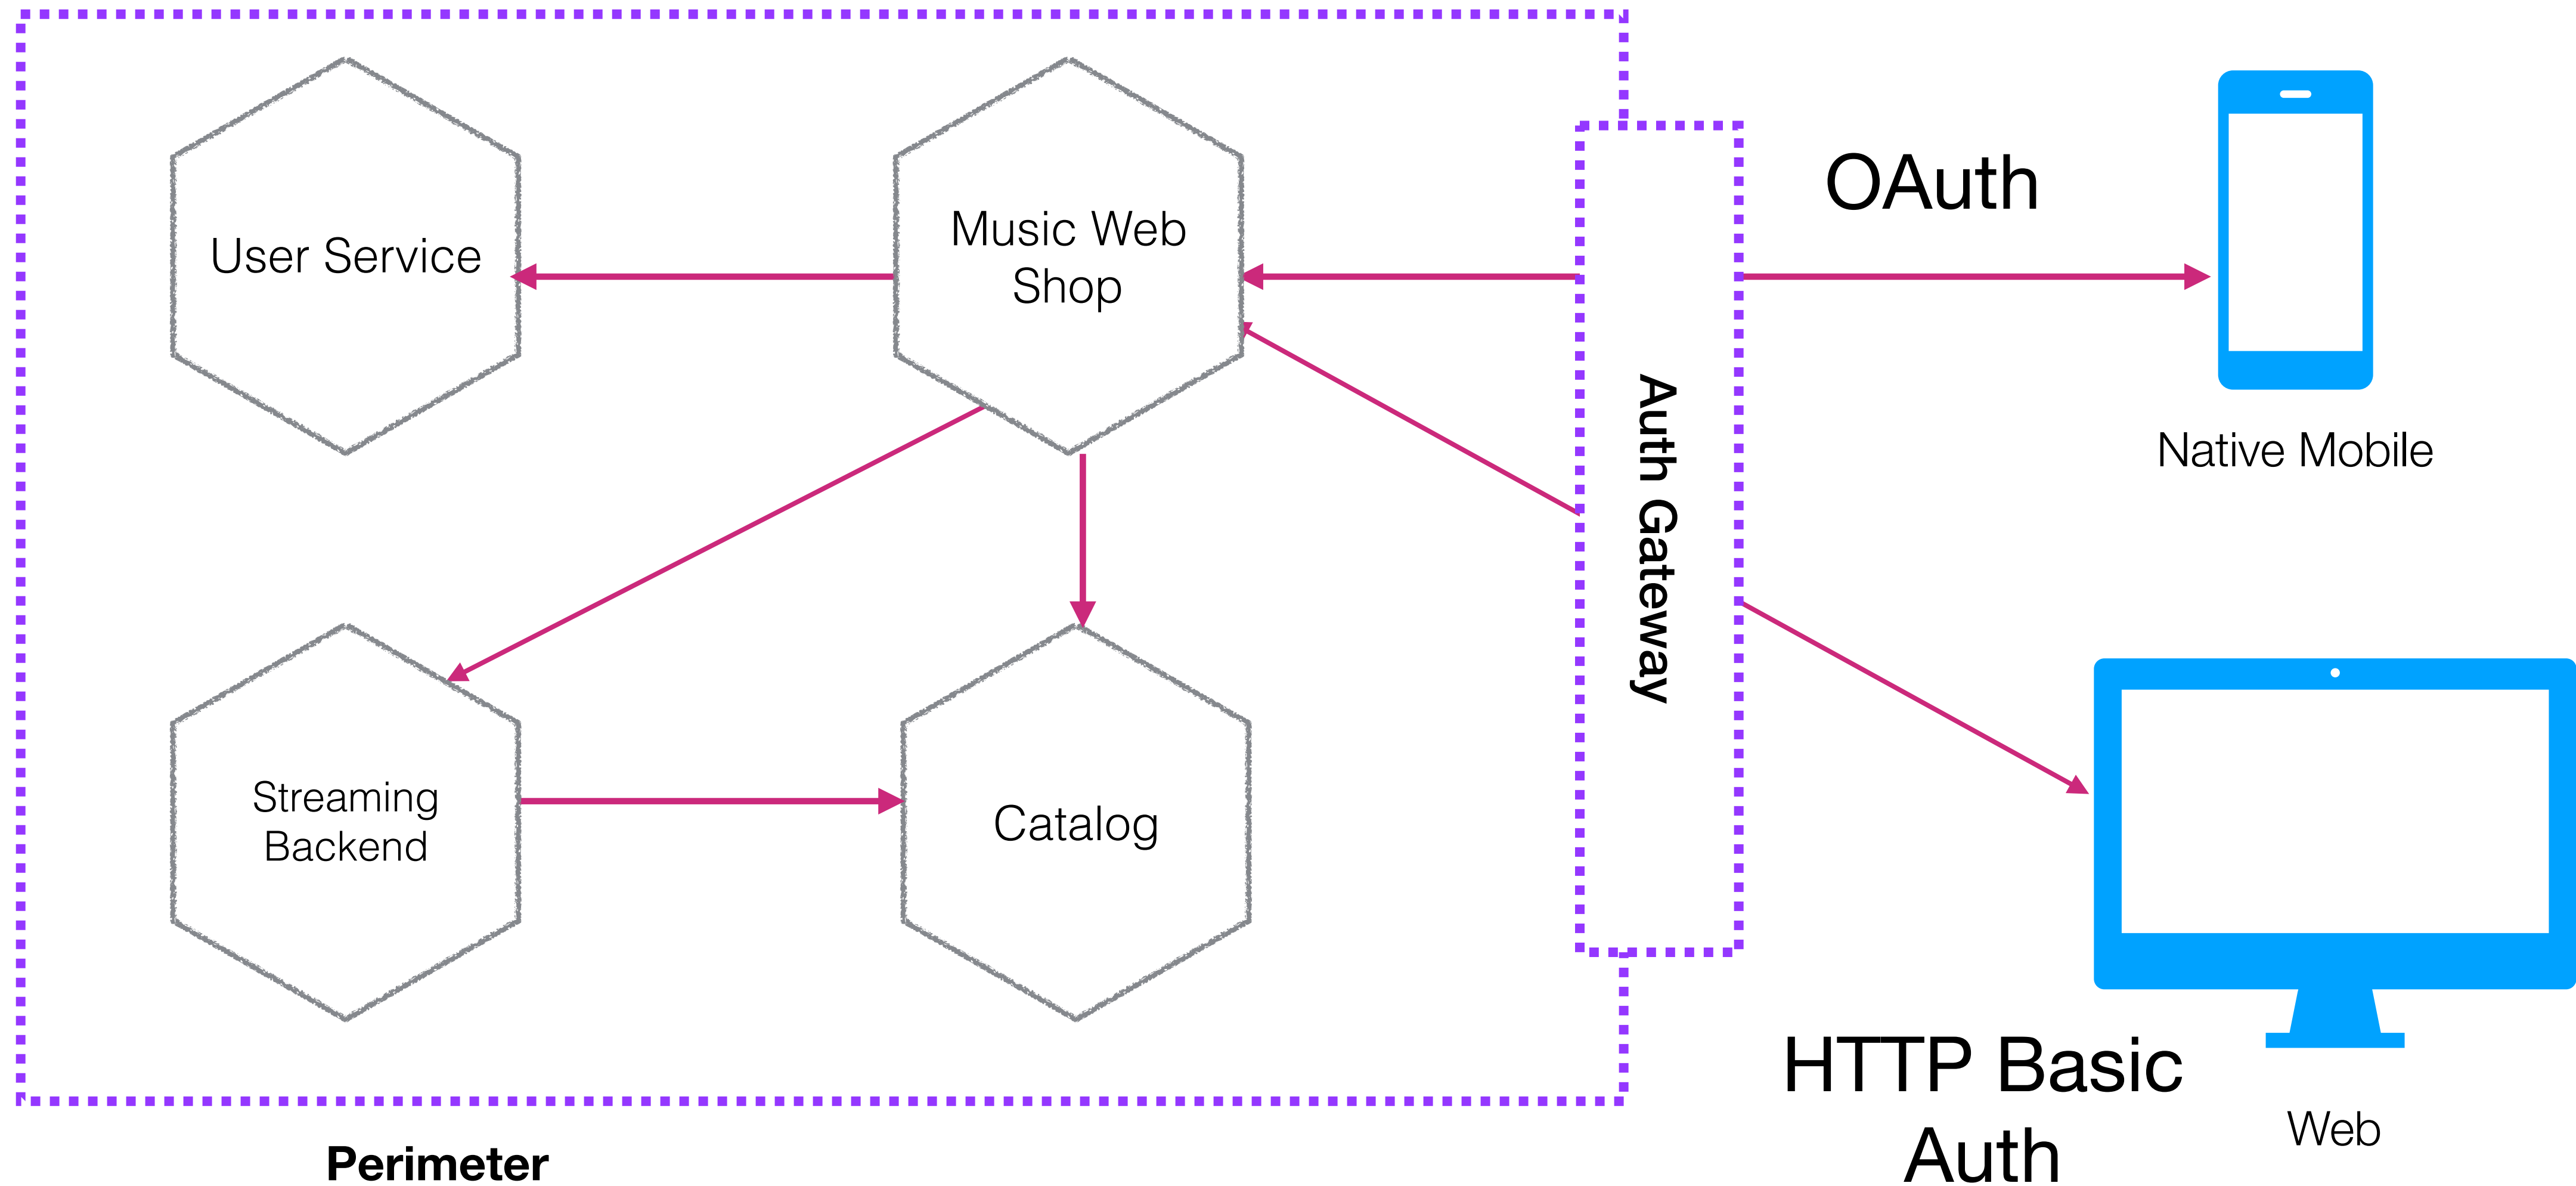 User Service
Music Web
Shop
OAuth
Native Mobile
Auth Gateway
Streaming
Backend
Catalog
HTTP Basic
Auth
Web
Perimeter